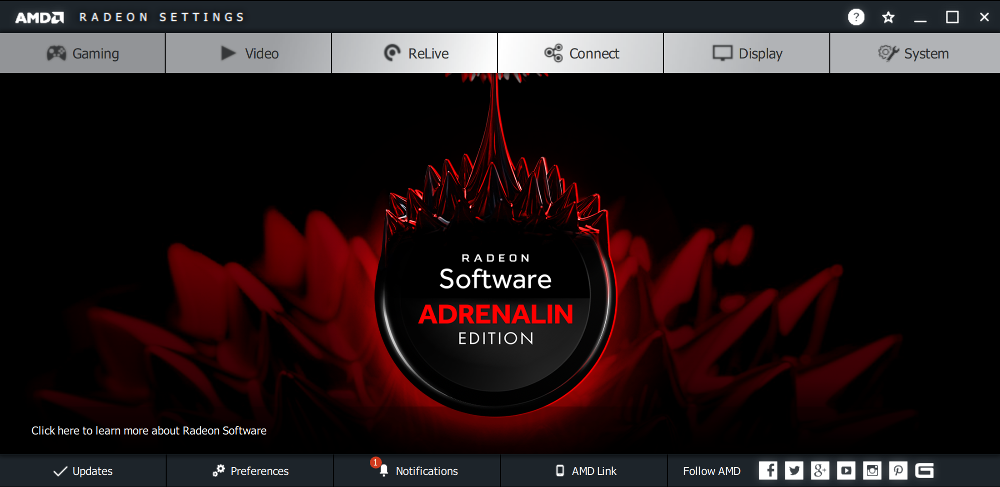 AMD RADEON SETTINGS
?
Gaming
Video
ReLive
Connect
Display
System
RADEON
Software
ADRENALIN
EDITION
Click here to learn more about Radeon Software
Updates
Preferences
1
Notifications
AMD Link
Follow AMD